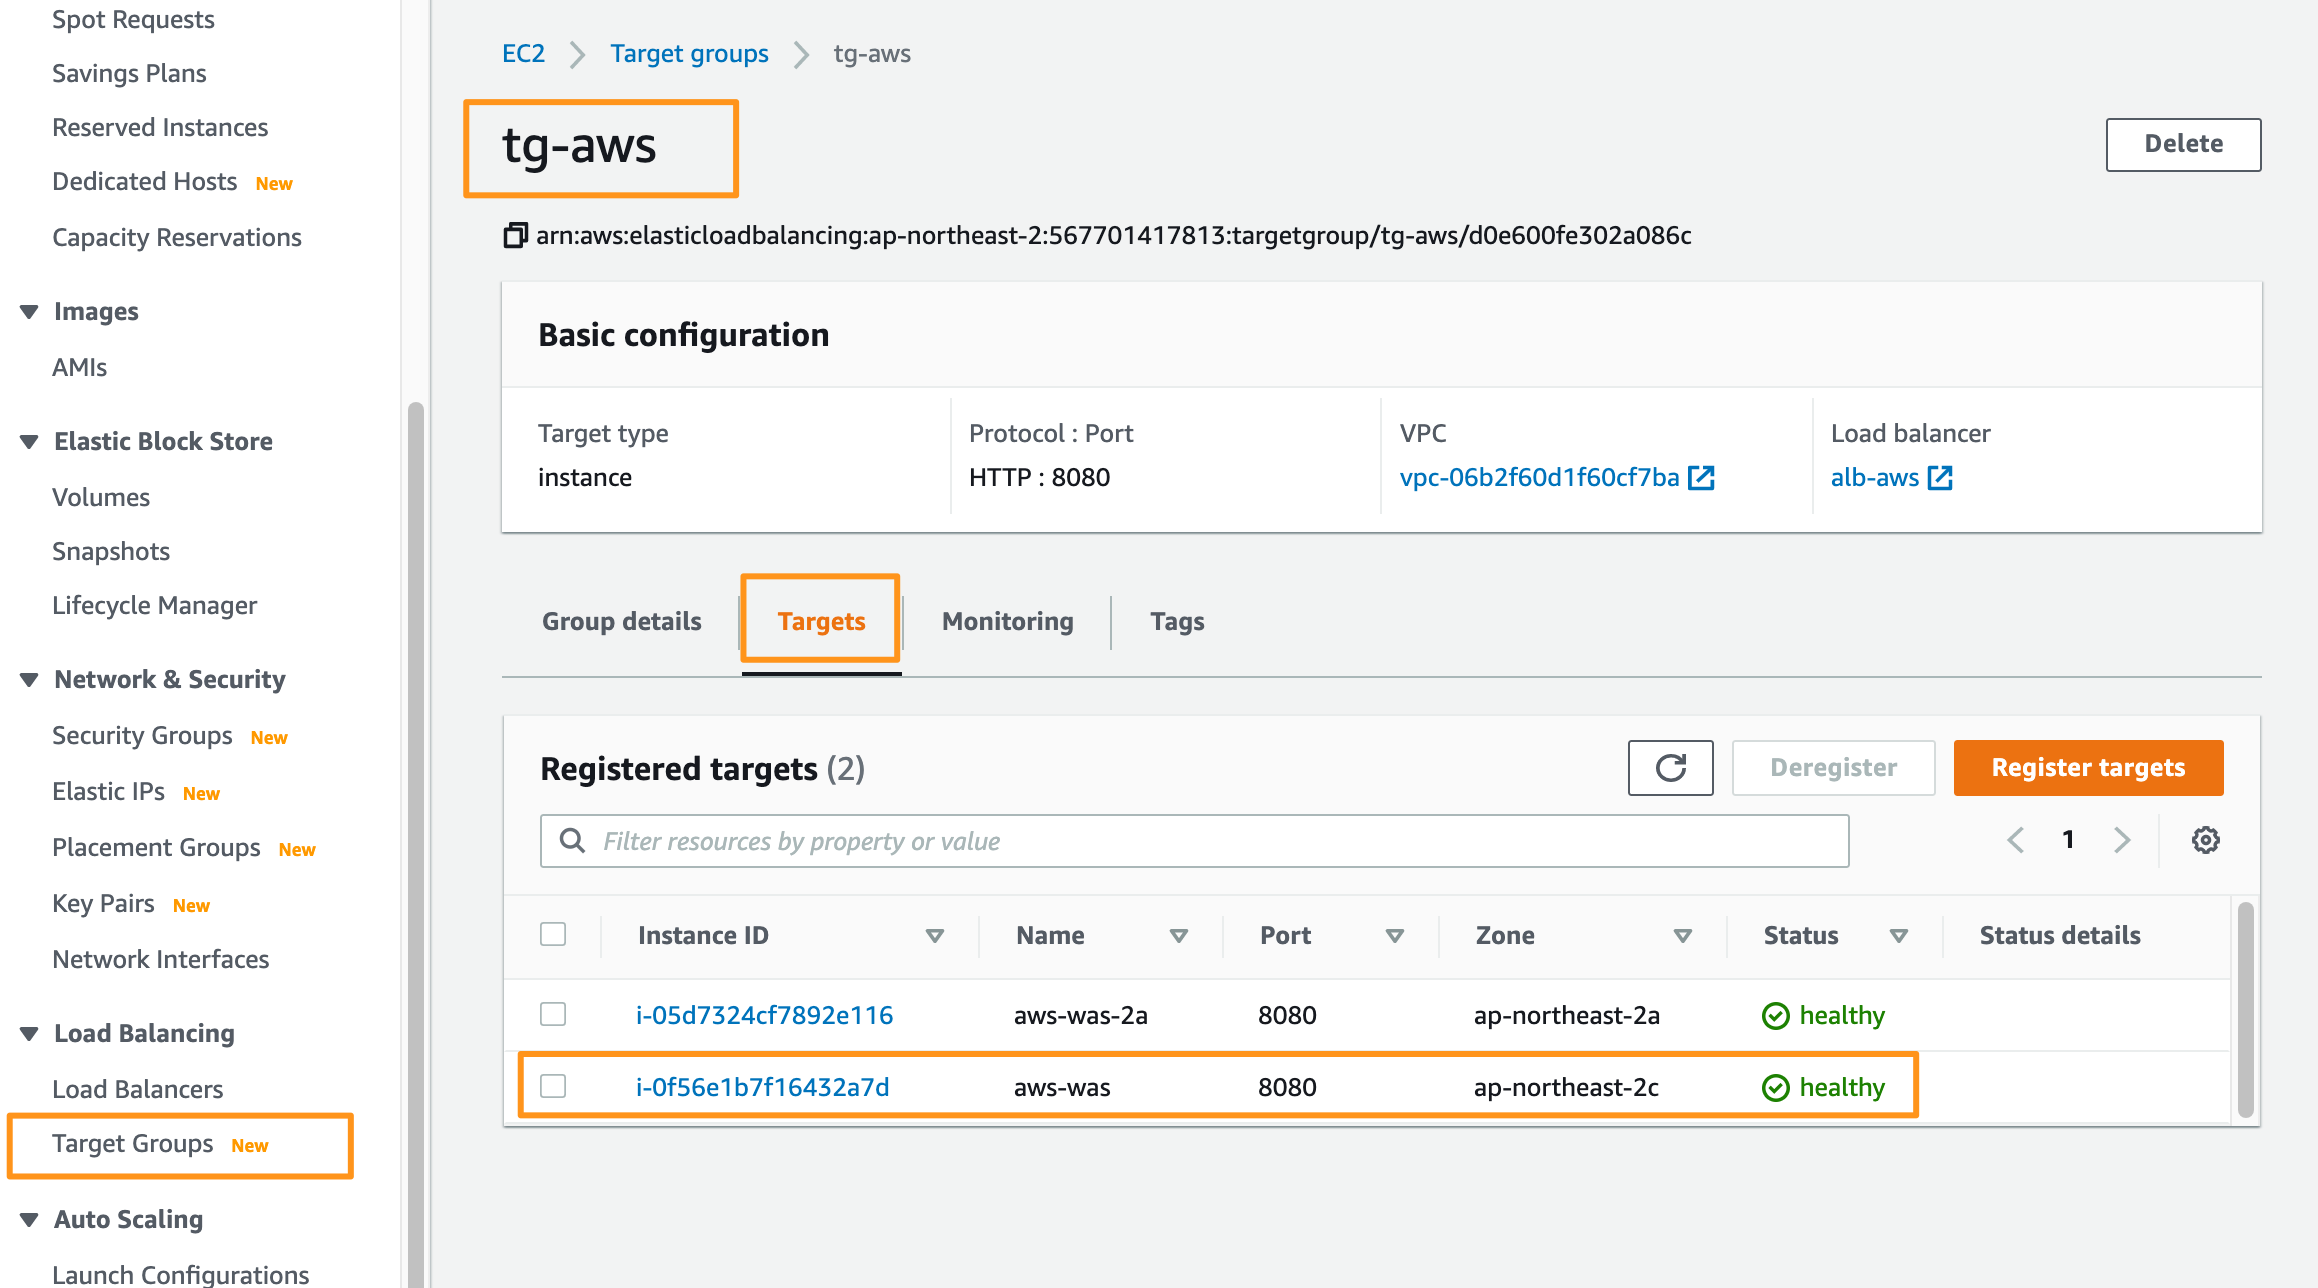 Spot Requests
Savings Plans
Reserved Instances
Dedicated Hosts New
Capacity Reservations
Images
AMIs
Elastic Block Store
Volumes
Snapshots
Lifecycle Manager
Network & Security
Security Groups New
Elastic IPs New
Placement Groups New
Key Pairs New
Network Interfaces
Load Balancing
Load Balancers
Target Groups New
Auto Scaling
Launch Configurations
EC2 Target groups tg-aws
tg-aws
Delete
arn:aws:elasticloadbalancing:ap-northeast-2:567701417813:targetgroup/tg-aws/d0e600fe302a086c
Basic configuration
Target type Protocol : Port VPC Load balancer
instance HTTP : 8080 vpc-06b2f60d1f60cf7ba alb-aws
Group details Targets Monitoring Tags
Registered targets (2) Deregister Register targets
Filter resources by property or value 1
Instance ID Name Port Zone Status Status details
i-05d7324cf7892e116 aws-was-2a 8080 ap-northeast-2a healthy
i-0f56e1b7f16432a7d aws-was 8080 ap-northeast-2c healthy